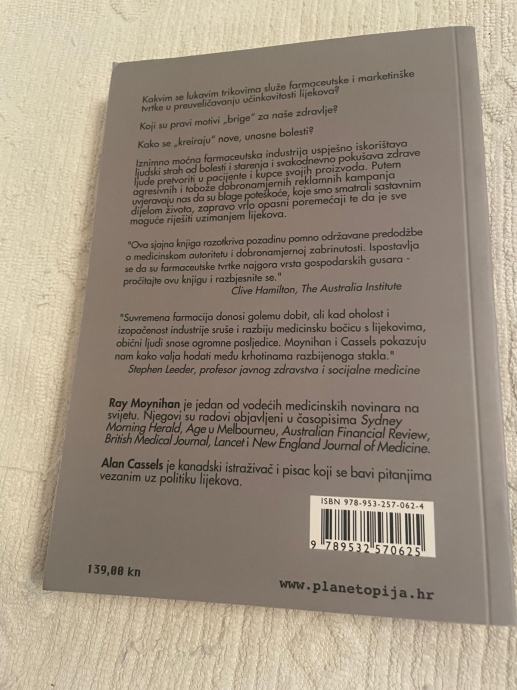 Kakvim se lukavim trikovima služe farmaceutske i marketinške
tvrtke u preuveličavanju učinkovitosti lijekova?
Koji su pravi motivi „brige" za naše zdravlje?
Kako se „kreiraju" nove, unosne bolesti?
Iznimno moćna farmaceutska industrija uspješno iskorištava
ljudski strah od bolesti i starenja i svakodnevno pokušava zdrave
ljude pretvoriti u pacijente i kupce svojih proizvoda. Putem
agresivnih i tobože dobronamjernih reklamnih kampanja
uvjeravaju nas da su blage poteškoće, koje smo smatrali sastavnim
dijelom života, zapravo vrlo opasni poremećaji te da je sve
moguće riješiti uzimanjem lijekova.
"Ova sjajna knjiga razotkriva pozadinu pomno održavane predodžbe
o medicinskom autoritetu i dobronamjernoj zabrinutosti. Ispostavlja
se da su farmaceutske tvrtke najgora vrsta gospodarskih gusara -
pročitajte ovu knjigu i razbjesnite se."
Clive Hamilton, The Australia Institute
"Suvremena farmacija donosi golemu dobit, ali kad oholost i
izopačenost industrije sruše i razbiju medicinsku bočicu s lijekovima,
obični ljudi snose ogromne posljedice. Moynihan i Cassels pokazuju
nam kako valja hodati među krhotinama razbijenoga stakla."
Stephen Leeder, profesor javnog zdravstva i socijalne medicine
Ray Moynihan je jedan od vodećih medicinskih novinara na
svijetu. Njegovi su radovi objavljeni u časopisima Sydney
Morning Herald, Age u Melbourneu, Australian Financial Review,
British Medical Journal, Lancet i New England Journal of Medicine.
Alan Cassels je kanadski istraživač i pisac koji se bavi pitanjima
vezanim uz politiku lijekova.
ISBN 978-953-257-062-4
9 789532 570625
139,00 kn
www.planetopija.hr